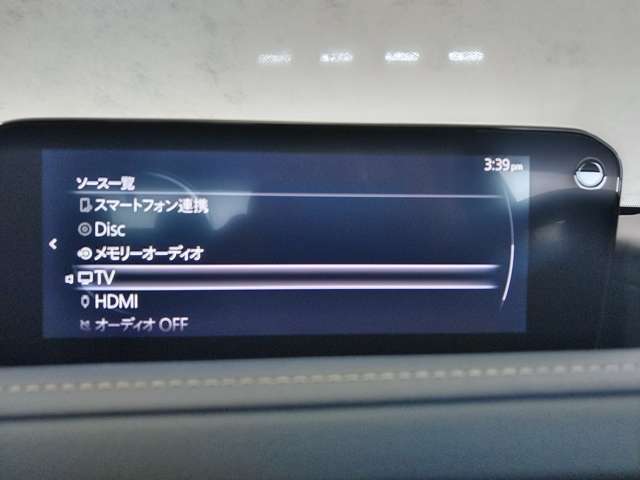 3:39 pm
ソース一覧
スマートフォン連携
Disc
メモリーオーディオ
TV
HDMI
オーディオ OFF